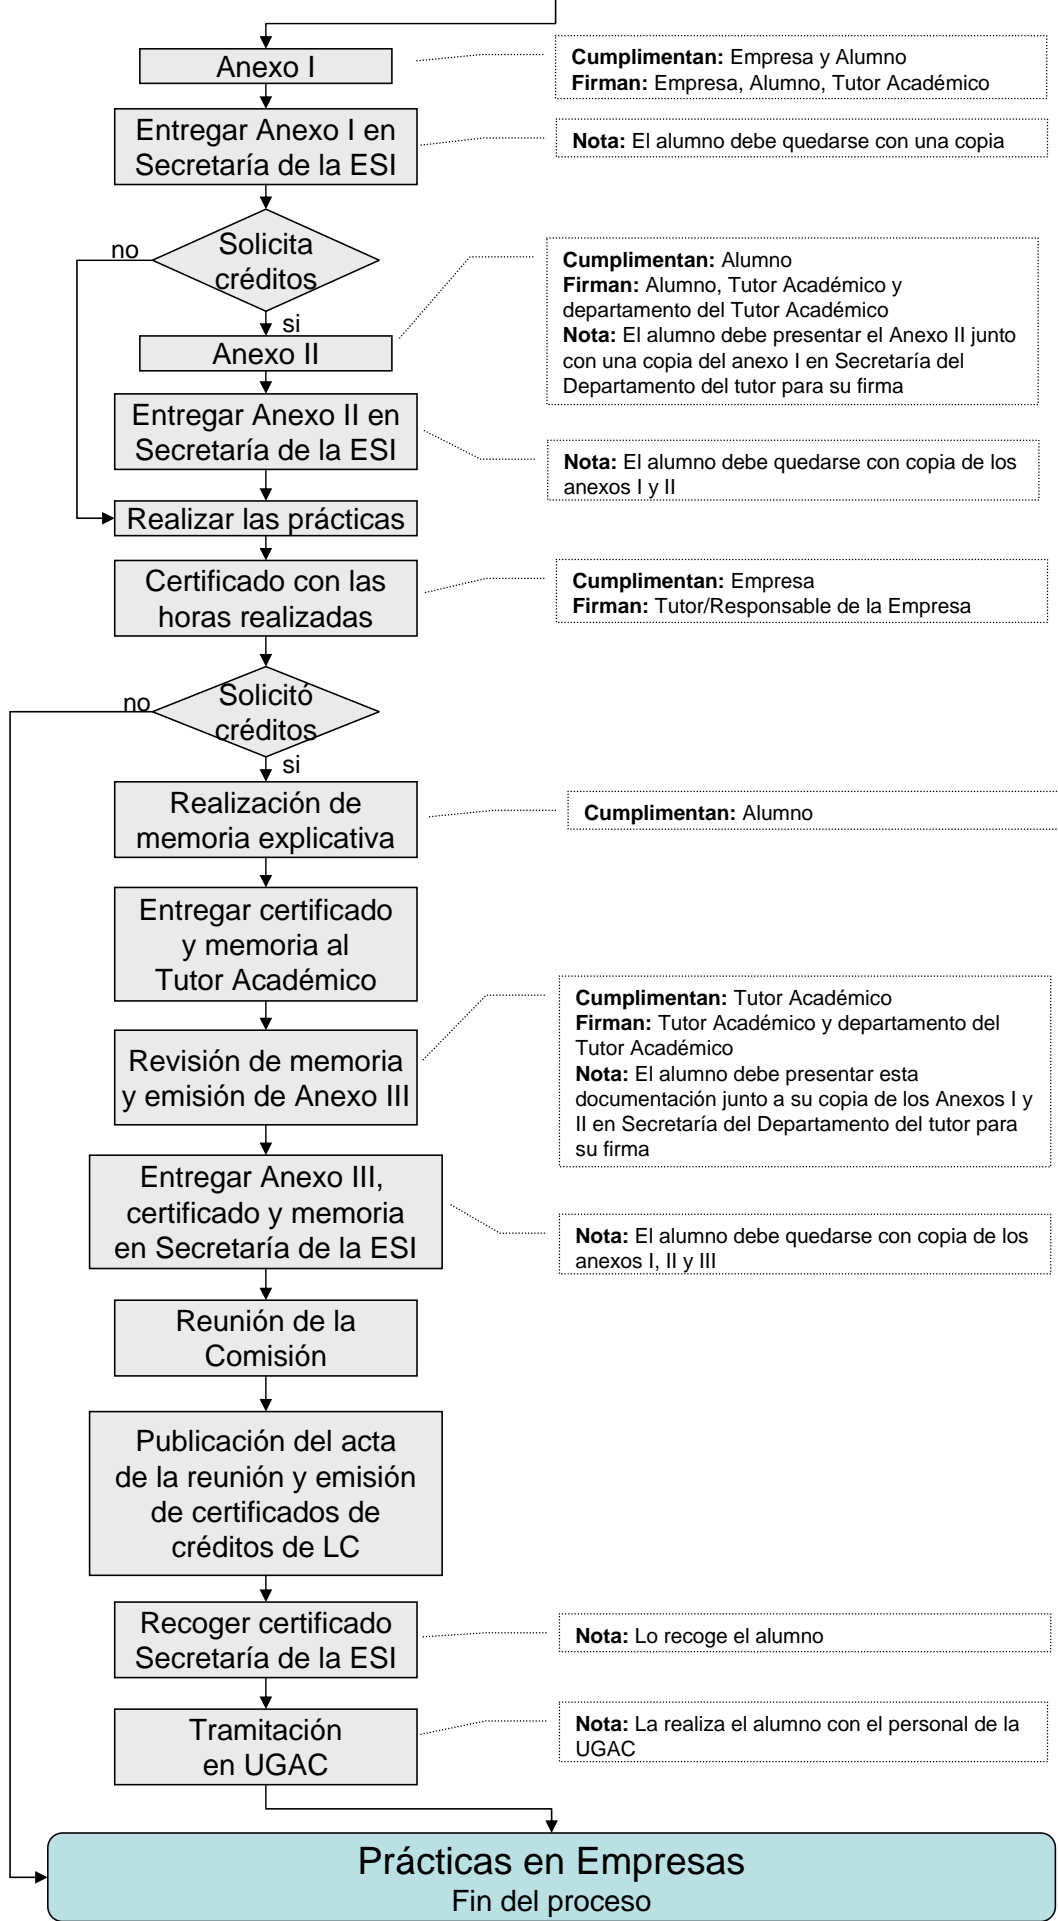 Anexo I
Cumplimentan: Empresa y Alumno
Firman: Empresa, Alumno, Tutor Académico
Entregar Anexo I en
Secretaría de la ESI
Nota: El alumno debe quedarse con una copia
Solicita
créditos
no
si
Anexo II
Cumplimentan: Alumno
Firman: Alumno, Tutor Académico y
departamento del Tutor Académico
Nota: El alumno debe presentar el Anexo II junto
con una copia del anexo I en Secretaría del
Departamento del tutor para su firma
Entregar Anexo II en
Secretaría de la ESI
Nota: El alumno debe quedarse con copia de los
anexos I y II
Realizar las prácticas
Certificado con las
horas realizadas
Cumplimentan: Empresa
Firman: Tutor/Responsable de la Empresa
Solicitó
créditos
no
si
Realización de
memoria explicativa
Cumplimentan: Alumno
Entregar certificado
y memoria al
Tutor Académico
Revisión de memoria
y emisión de Anexo III
Cumplimentan: Tutor Académico
Firman: Tutor Académico y departamento del
Tutor Académico
Nota: El alumno debe presentar esta
documentación junto a su copia de los Anexos I y
II en Secretaría del Departamento del tutor para
su firma
Entregar Anexo III,
certificado y memoria
en Secretaría de la ESI
Nota: El alumno debe quedarse con copia de los
anexos I, II y III
Reunión de la
Comisión
Publicación del acta
de la reunión y emisión
de certificados de
créditos de LC
Recoger certificado
Secretaría de la ESI
Nota: Lo recoge el alumno
Tramitación
en UGAC
Nota: La realiza el alumno con el personal de la
UGAC
Prácticas en Empresas
Fin del proceso